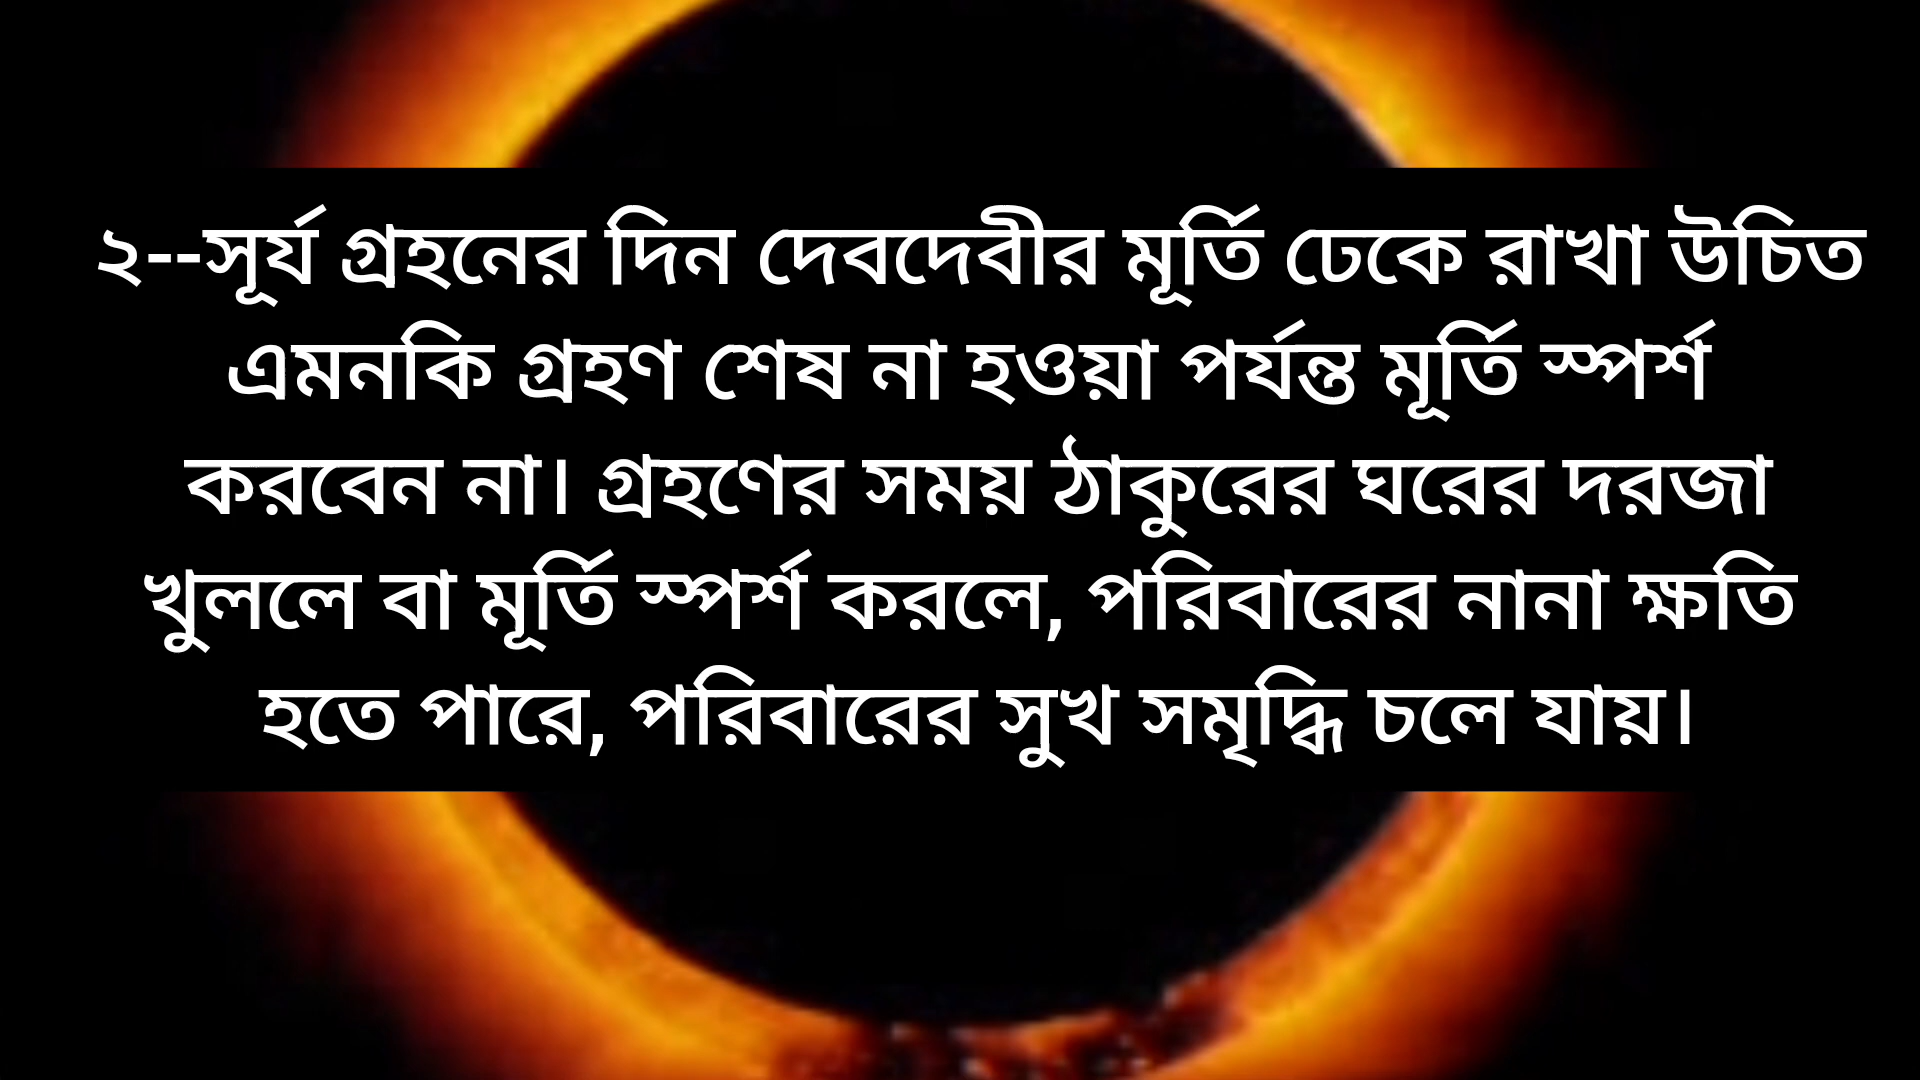 ২--সূর্য গ্রহনের দিন দেবদেবীর মূর্তি ঢেকে রাখা উচিত
এমনকি গ্রহণ শেষ না হওয়া পর্যন্ত মূর্তি স্পর্শ
করবেন না। গ্রহণের সময় ঠাকুরের ঘরের দরজা
খুললে বা মূর্তি স্পর্শ করলে, পরিবারের নানা ক্ষতি
হতে পারে, পরিবারের সুখ সমৃদ্ধি চলে যায়।